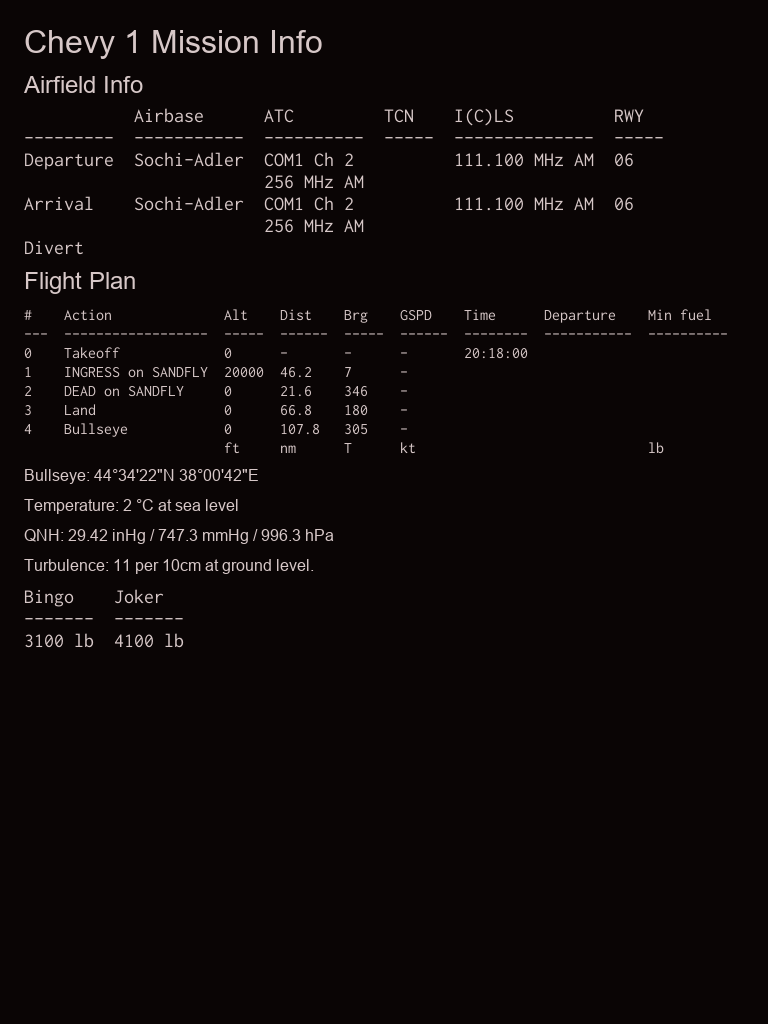 Chevy 1 Mission Info
Airfield Info
Airbase ATC TCN I(C)LS RWY
--------- ----------- ---------- ----- -------------- -----
Departure Sochi-Adler COM1 Ch 2 111.100 MHz AM 06
256 MHz AM
Arrival Sochi-Adler COM1 Ch 2 111.100 MHz AM 06
256 MHz AM
Divert
Flight Plan
# Action Alt Dist Brg GSPD Time Departure Min fuel
--- ------------------ ----- ------ ----- ------ -------- ----------- ----------
0 Takeoff 0 - - - 20:18:00
1 INGRESS on SANDFLY 20000 46.2 7 -
2 DEAD on SANDFLY 0 21.6 346 -
3 Land 0 66.8 180 -
4 Bullseye 0 107.8 305 -
ft nm T kt lb
Bullseye: 44°34'22"N 38°00'42"E
Temperature: 2 °C at sea level
QNH: 29.42 inHg / 747.3 mmHg / 996.3 hPa
Turbulence: 11 per 10cm at ground level.
Bingo Joker
------- -------
3100 lb 4100 lb